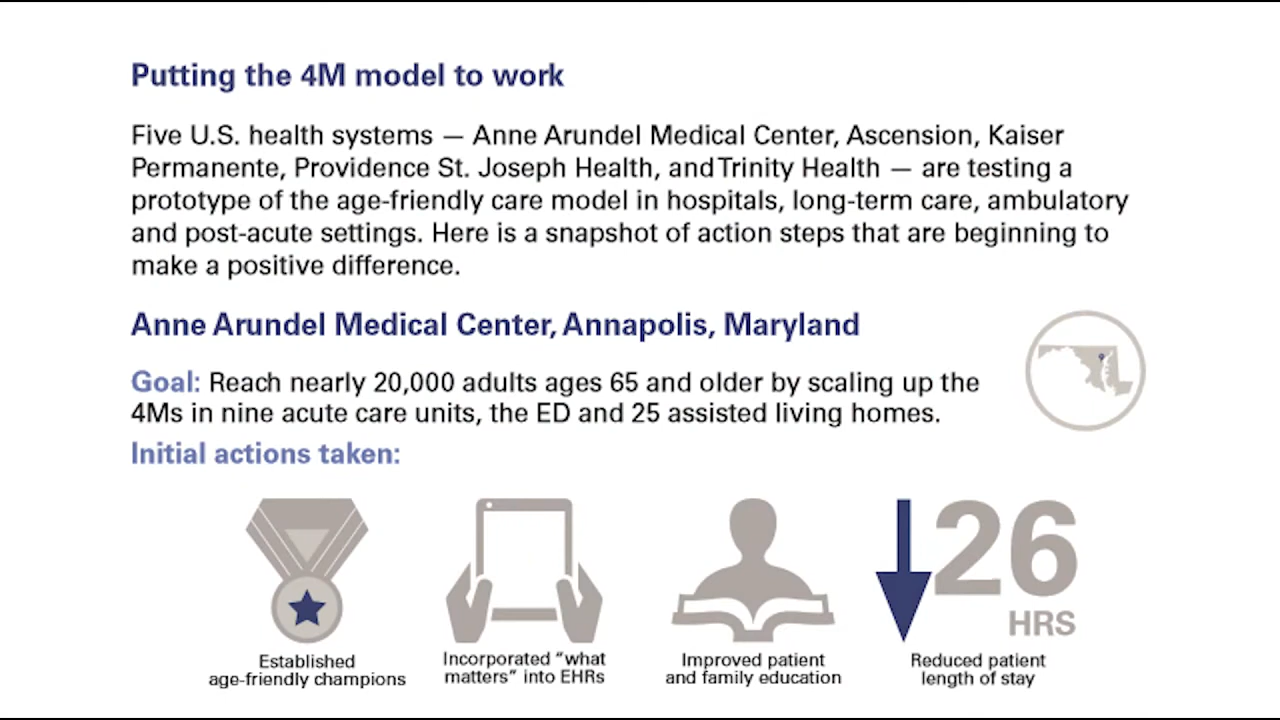 Putting the 4M model to work
Five U.S. health systems — Anne Arundel Medical Center, Ascension, Kaiser
Permanente, Providence St. Joseph Health, and Trinity Health — are testing a
prototype of the age-friendly care model in hospitals, long-term care, ambulatory
and post-acute settings. Here is a snapshot of action steps that are beginning to
make a positive difference.
Anne Arundel Medical Center, Annapolis, Maryland
Goal: Reach nearly 20,000 adults ages 65 and older by scaling up the
4Ms in nine acute care units, the ED and 25 assisted living homes.
Initial actions taken:
Established
age-friendly champions
Incorporated “what
matters” into EHRs
Improved patient
and family education
26
HRS
Reduced patient
length of stay